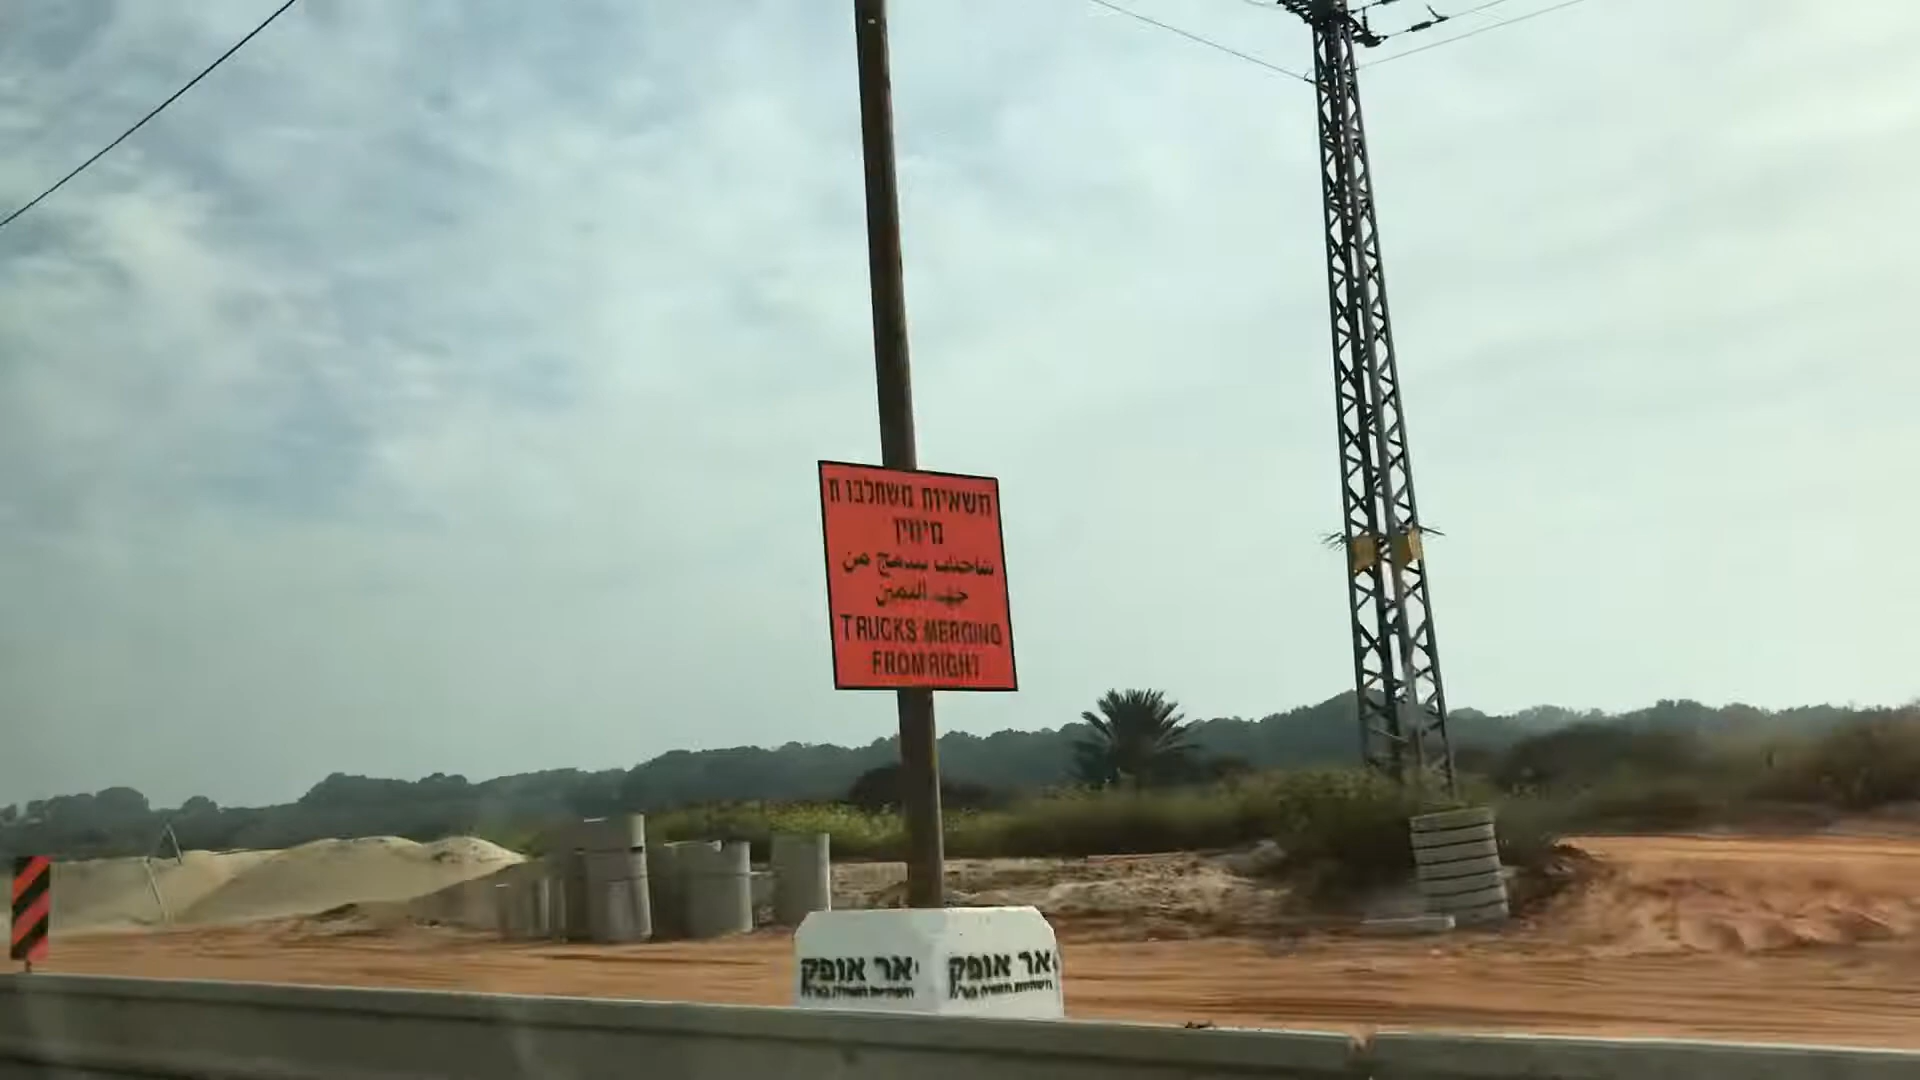 משאיות משתלבות
מימין
شاحنات تندمج من
جهة اليمين
TRUCKS MERGING
FROM RIGHT
אר אופק
אר אופק